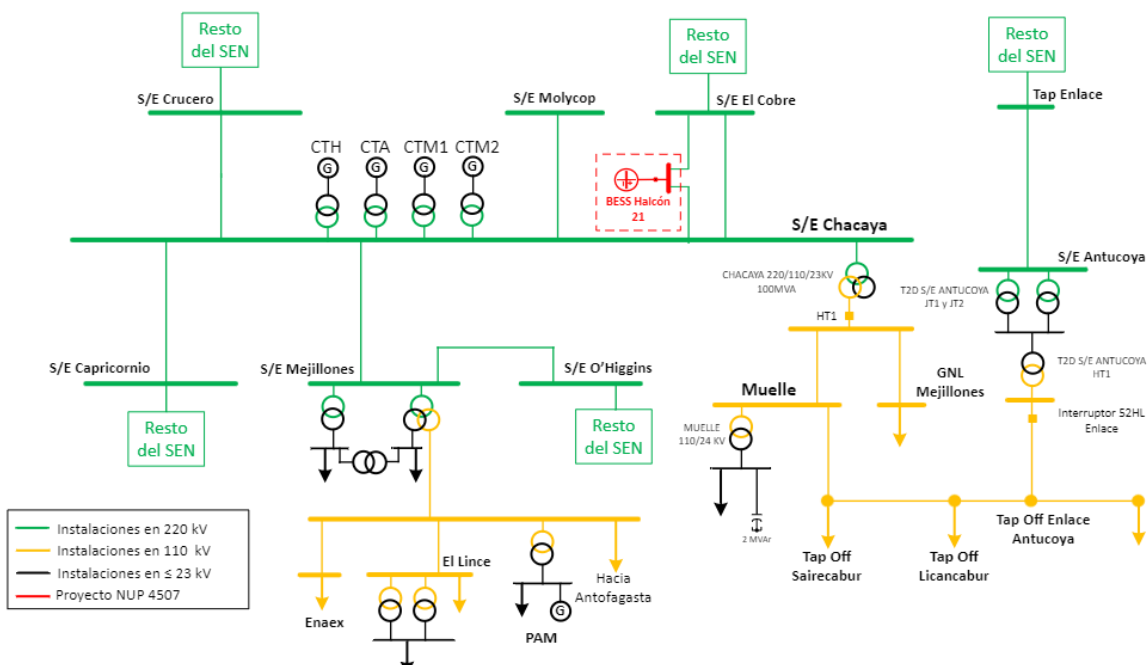 Resto
del SEN
Resto
del SEN
Resto
del SEN
S/E Crucero
S/E Molycop
S/E El Cobre
Tap Enlace
CTH
CTA
CTM1
CTM2
G
G
G
G
BESS Halcón
21
S/E Chacaya
S/E Antucoya
CHACAYA 220/110/23KV
100MVA
T2D S/E ANTUCOYA
JT1 y JT2
HT1
S/E Capricornio
S/E Mejillones
S/E O'Higgins
T2D S/E ANTUCOYA
HT1
Muelle
GNL
Mejillones
Interruptor 52HL
Enlace
Resto
del SEN
Resto
del SEN
MUELLE
110/24 KV
2 MVAr
Instalaciones en 220 kV
Instalaciones en 110 kV
Instalaciones en ≤ 23 kV
Proyecto NUP 4507
El Lince
Enaex
G
PAM
Hacia
Antofagasta
Tap Off
Sairecabur
Tap Off
Licancabur
Tap Off Enlace
Antucoya